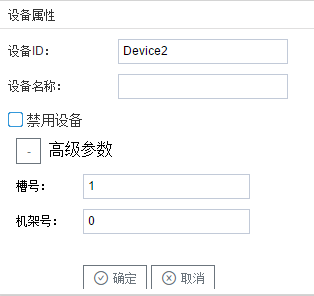 设备属性
设备ID： Device2
设备名称：
禁用设备
- 高级参数
槽号： 1
机架号： 0
确定 取消